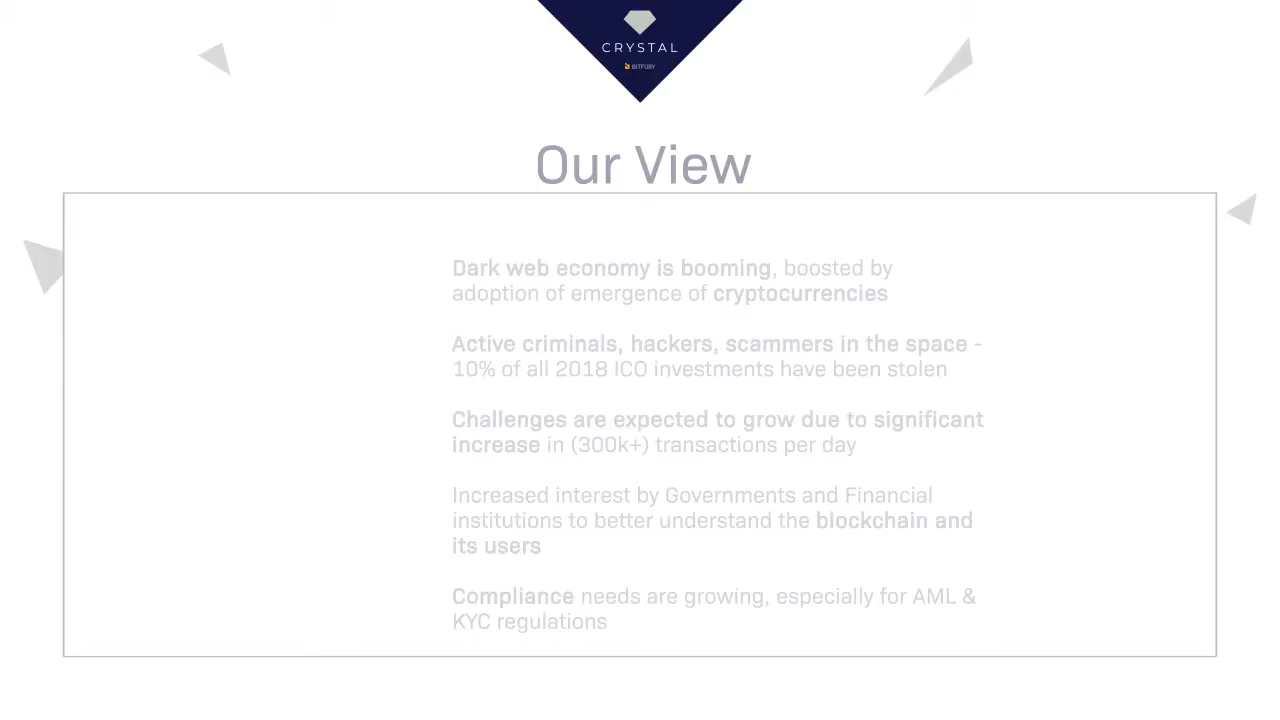 CRYSTAL
BITFURY
Our View
Dark web economy is booming, boosted by
adoption of emergence of cryptocurrencies
Active criminals, hackers, scammers in the space -
10% of all 2018 ICO investments have been stolen
Challenges are expected to grow due to significant
increase in (300k+) transactions per day
Increased interest by Governments and Financial
institutions to better understand the blockchain and
its users
Compliance needs are growing, especially for AML &
KYC regulations